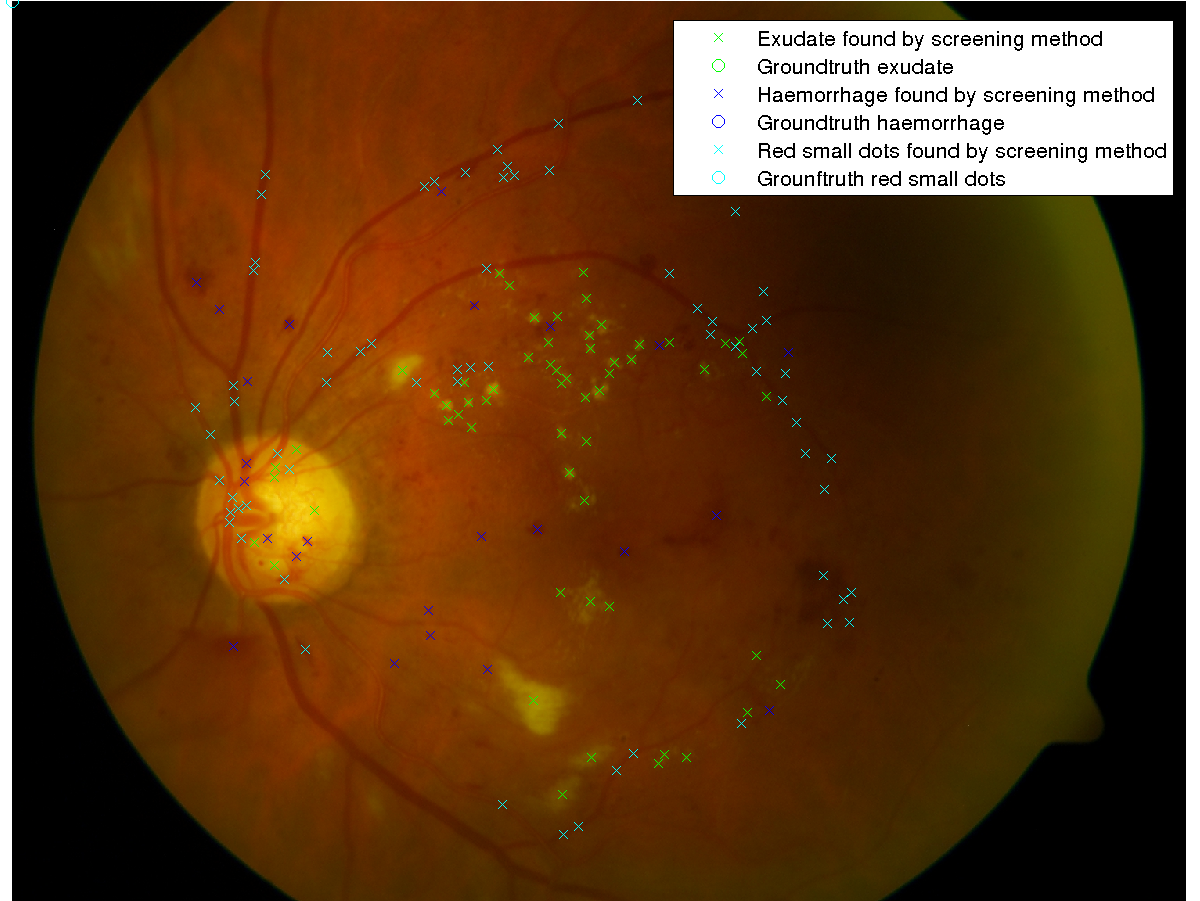 Exudate found by screening method
Groundtruth exudate
Haemorrhage found by screening method
Groundtruth haemorrhage
Red small dots found by screening method
Grounftruth red small dots